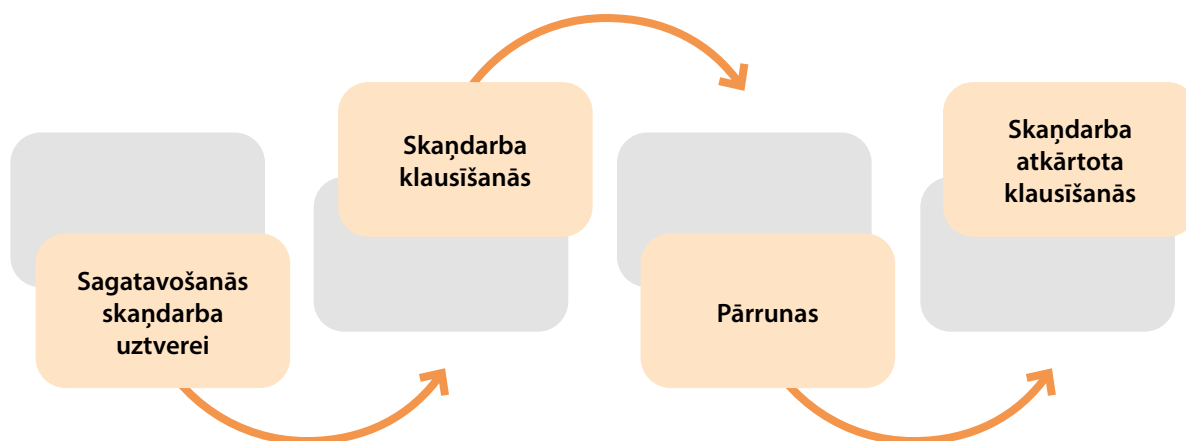 Sagatavošanās
skaņdarba
uztverei
Skaņdarba
klausīšanās
Pārrunas
Skaņdarba
atkārtota
klausīšanās